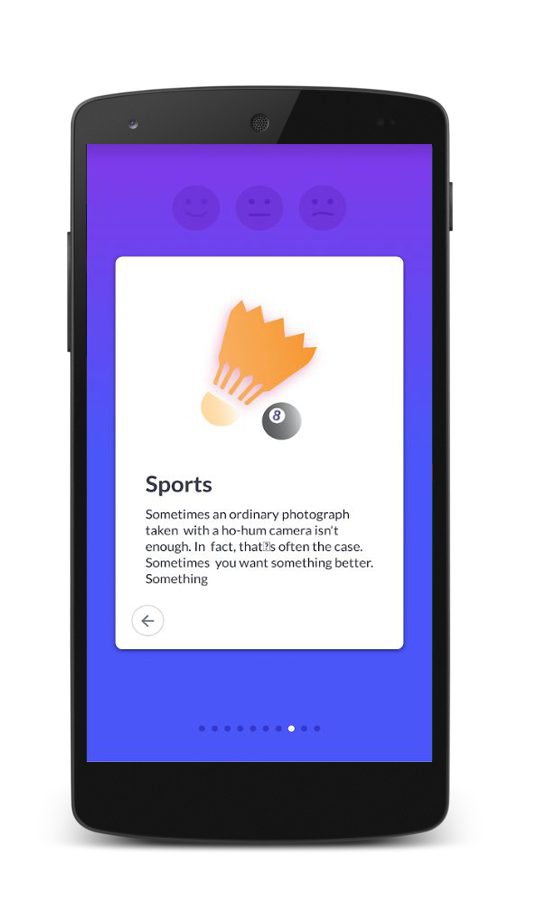 8
Sports
Sometimes an ordinary photograph
taken with a ho-hum camera isn't
enough. In fact, that�s often the case.
Sometimes you want something better.
Something